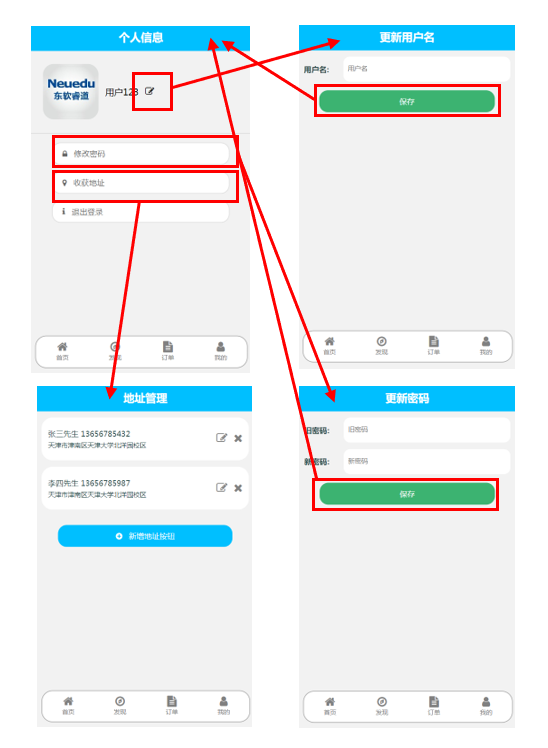 个人信息
Neuedu
东软睿道
用户123
修改密码
收获地址
退出登录
首页
发现
订单
我的
更新用户名
用户名:
用户名
保存
首页
发现
订单
我的
地址管理
张三先生 13656785432
天津市津南区天津大学北洋园校区
李四先生 13656785987
天津市津南区天津大学北洋园校区
新增地址按钮
首页
发现
订单
我的
更新密码
旧密码:
旧密码
新密码:
新密码
保存
首页
发现
订单
我的